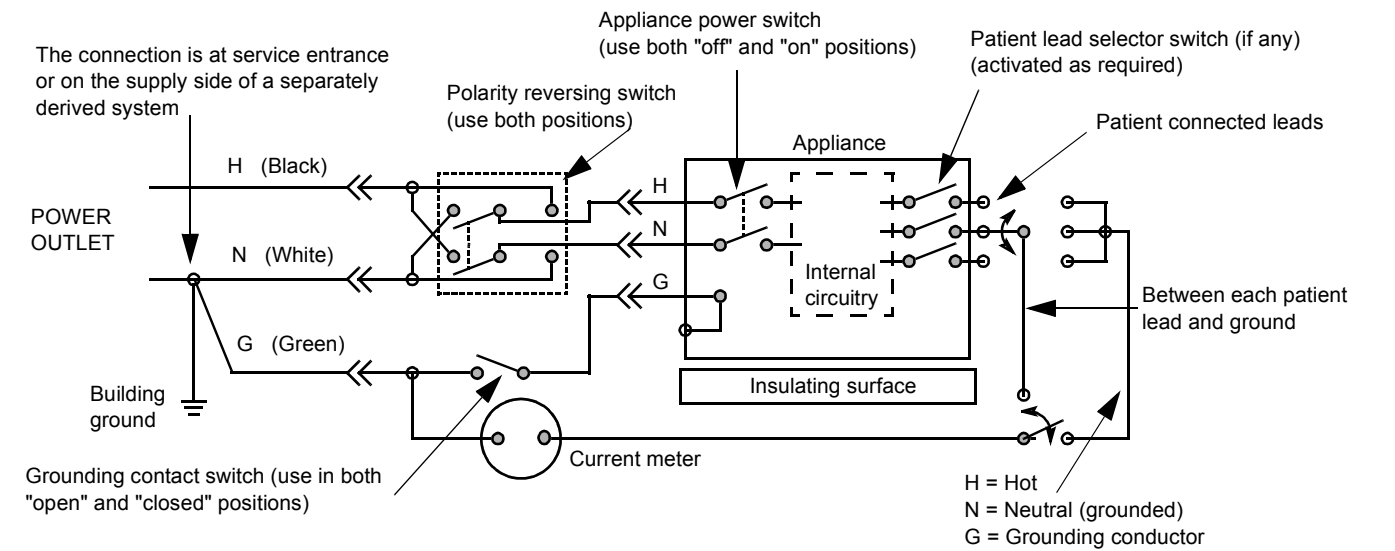 Appliance power switch
(use both "off" and "on" positions)
The connection is at service entrance
or on the supply side of a separately
derived system
Patient lead selector switch (if any)
(activated as required)
Polarity reversing switch
(use both positions)
Patient connected leads
Appliance
H (Black)
H
POWER
OUTLET
N
N (White)
Internal
circuitry
G
Between each patient
lead and ground
G (Green)
Insulating surface
Building
ground
Current meter
Grounding contact switch (use in both
"open" and "closed" positions)
H = Hot
N = Neutral (grounded)
G = Grounding conductor